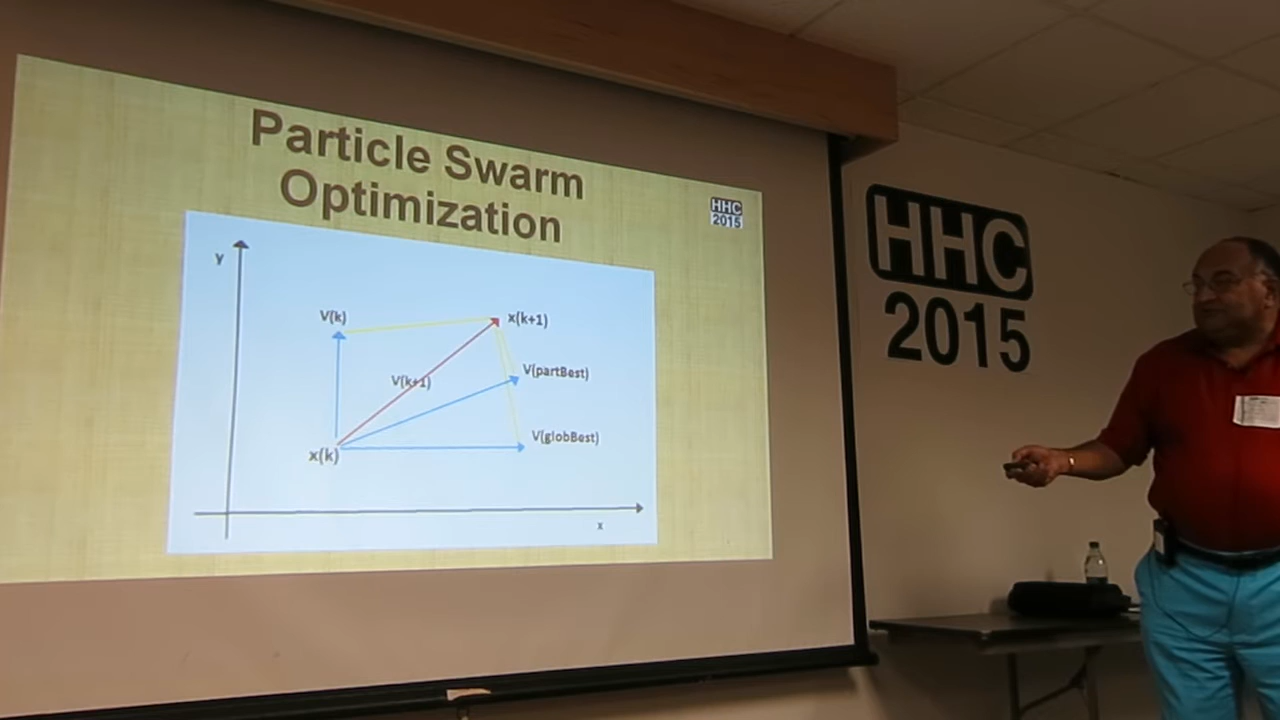 Particle Swarm
Optimization
HHC
2015
y
V(k)
x(k+1)
V(k+1)
V(partBest)
V(globBest)
x(k)
x
HHC
2015